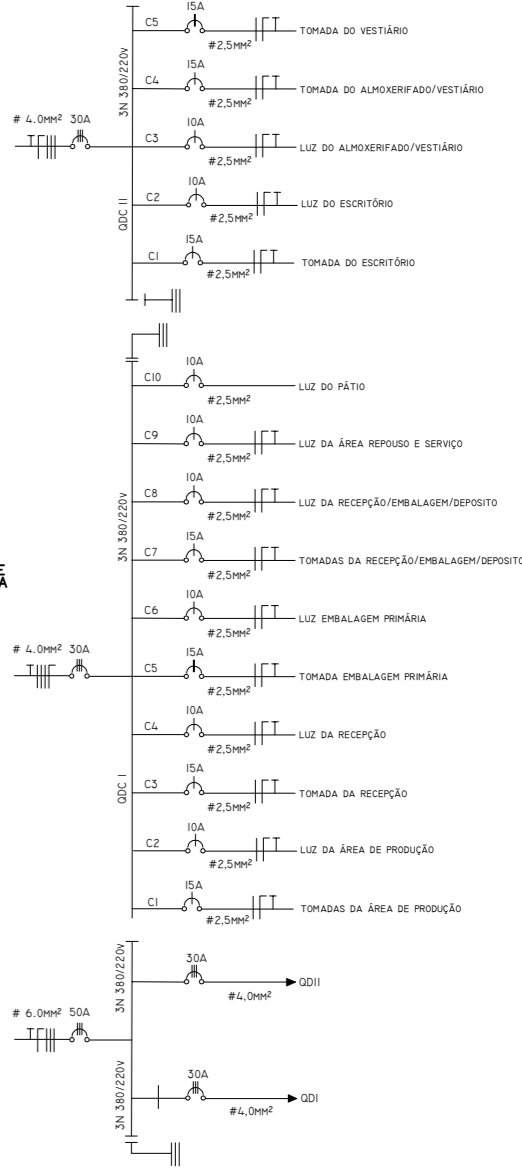 15A
C5
#2,5MM²
TOMADA DO VESTIÁRIO
3N 380/220V
15A
C4
#2,5MM²
TOMADA DO ALMOXERIFADO/VESTIÁRIO
# 4.0MM² 30A
10A
C3
#2,5MM²
LUZ DO ALMOXERIFADO/VESTIÁRIO
QDC II
10A
C2
#2,5MM²
LUZ DO ESCRITÓRIO
15A
C1
#2,5MM²
TOMADA DO ESCRITÓRIO
10A
C10
#2,5MM²
LUZ DO PÁTIO
10A
C9
#2,5MM²
LUZ DA ÁREA REPOUSO E SERVIÇO
3N 380/220V
10A
C8
#2,5MM²
LUZ DA RECEPÇÃO/EMBALAGEM/DEPOSITO
15A
C7
#2,5MM²
TOMADAS DA RECEPÇÃO/EMBALAGEM/DEPOSITO
E
A
10A
C6
#2,5MM²
LUZ EMBALAGEM PRIMÁRIA
# 4.0MM² 30A
15A
C5
#2,5MM²
TOMADA EMBALAGEM PRIMÁRIA
10A
C4
#2,5MM²
LUZ DA RECEPÇÃO
QDC I
15A
C3
#2,5MM²
TOMADA DA RECEPÇÃO
10A
C2
#2,5MM²
LUZ DA ÁREA DE PRODUÇÃO
15A
C1
#2,5MM²
TOMADAS DA ÁREA DE PRODUÇÃO
3N 380/220V
30A
#4,0MM²
QDII
# 6.0MM² 50A
3N 380/220V
30A
#4,0MM²
QDI